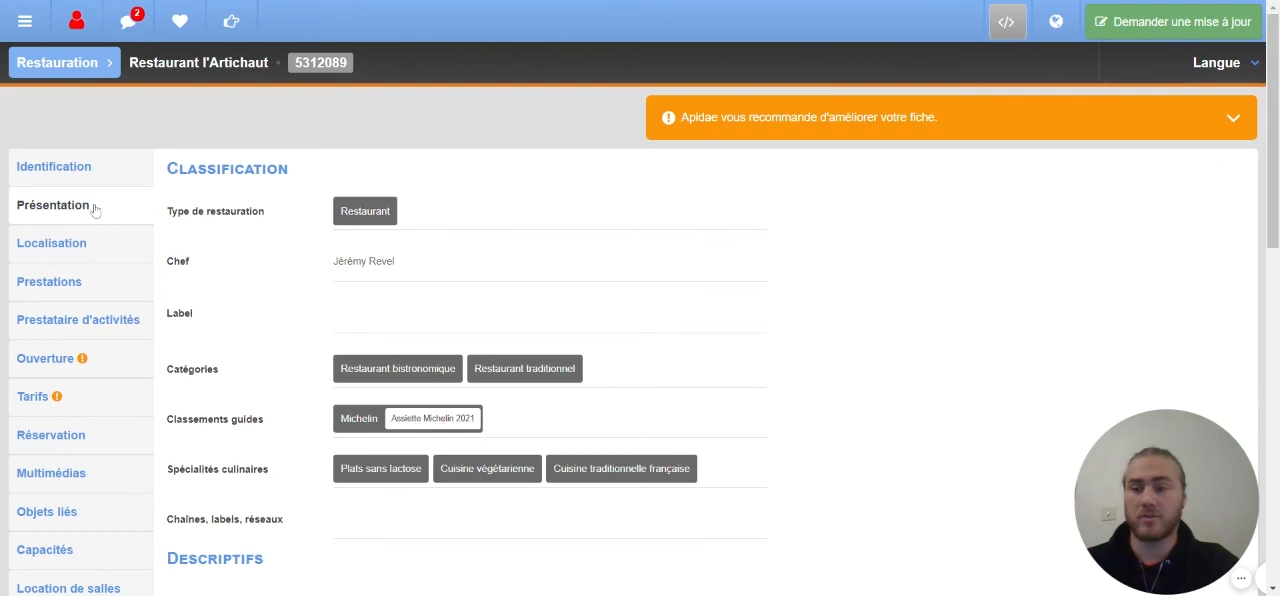 2
Demander une mise à jour
Restauration > Restaurant l'Artichaut • 5312089
Langue
Apidae vous recommande d'améliorer votre fiche.
Identification
Présentation
Localisation
Prestations
Prestataire d'activités
Ouverture
Tarifs
Réservation
Multimédias
Objets liés
Capacités
Location de salles
Classification
Type de restauration Restaurant
Chef Jérémy Revel
Label
Catégories Restaurant bistronomique Restaurant traditionnel
Classements guides Michelin Assiette Michelin 2021
Spécialités culinaires Plats sans lactose Cuisine végétarienne Cuisine traditionnelle française
Chaînes, labels, réseaux
Descriptifs